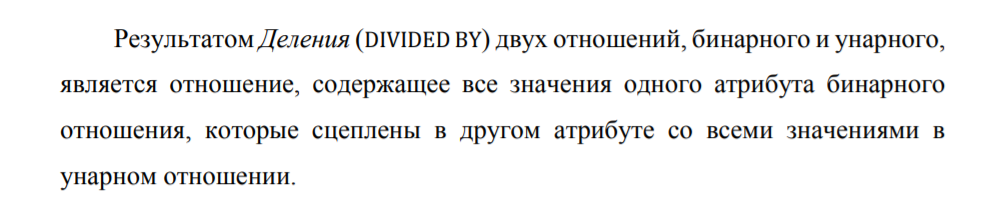 Результатом Деления (DIVIDED BY) двух отношений, бинарного и унарного,
является отношение, содержащее все значения одного атрибута бинарного
отношения, которые сцеплены в другом атрибуте со всеми значениями в
унарном отношении.